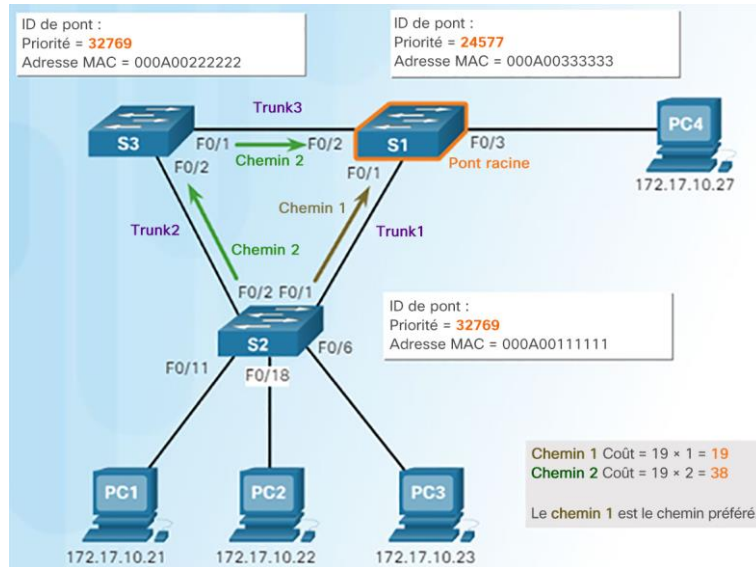 ID de pont :
Priorité = 32769
Adresse MAC = 000A00222222
ID de pont :
Priorité = 24577
Adresse MAC = 000A00333333
Trunk3
S3
F0/1
F0/2
S1
F0/3
PC4
Chemin 2
Pont racine
F0/2
F0/1
172.17.10.27
Chemin 1
Trunk2
Trunk1
Chemin 2
F0/2
F0/1
ID de pont :
Priorité = 32769
Adresse MAC = 000A00111111
S2
F0/6
F0/11
F0/18
Chemin 1 Coût = 19 × 1 = 19
Chemin 2 Coût = 19 × 2 = 38
Le chemin 1 est le chemin préféré
PC1
PC2
PC3
172.17.10.21
172.17.10.22
172.17.10.23